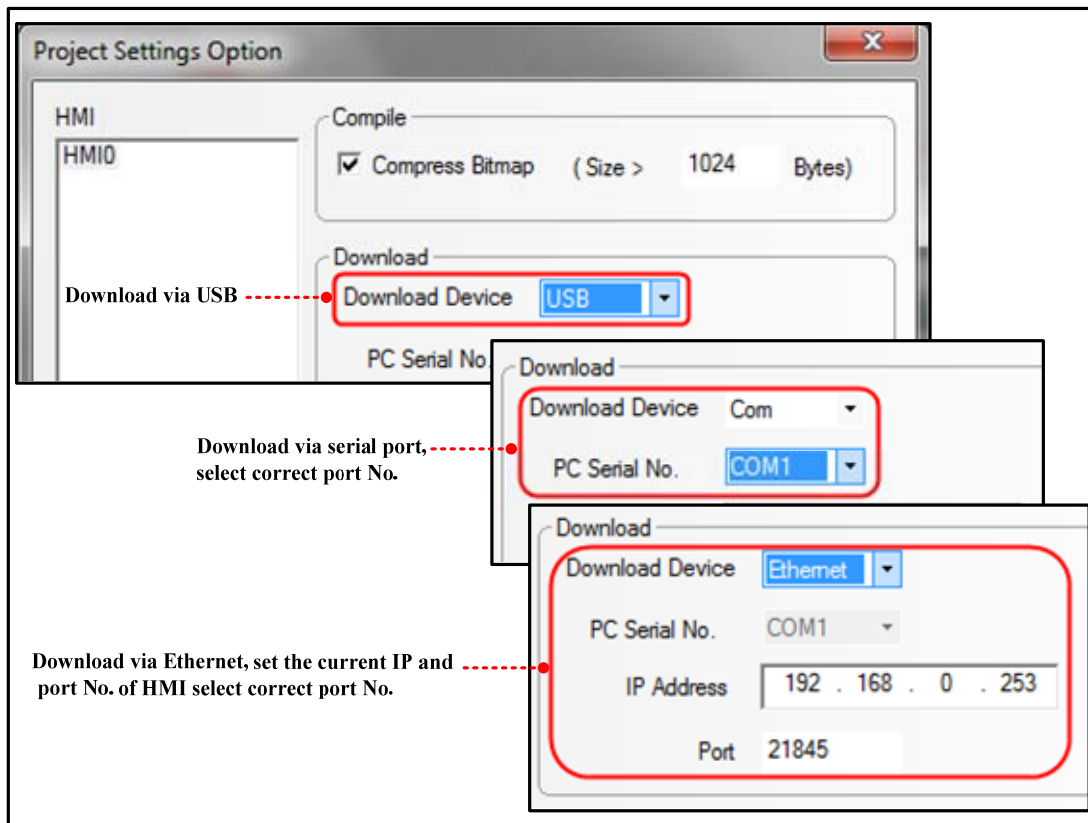 Project Settings Option
HMI
HMI0
Compile
Compress Bitmap ( Size > 1024 Bytes)
Download
Download via USB
Download Device USB
PC Serial No.
Download
Download Device Com
Download via serial port,
select correct port No.
PC Serial No. COM1
Download
Download Device Ethernet
PC Serial No. COM1
Download via Ethernet, set the current IP and
port No. of HMI select correct port No.
IP Address 192 . 168 . 0 . 253
Port 21845